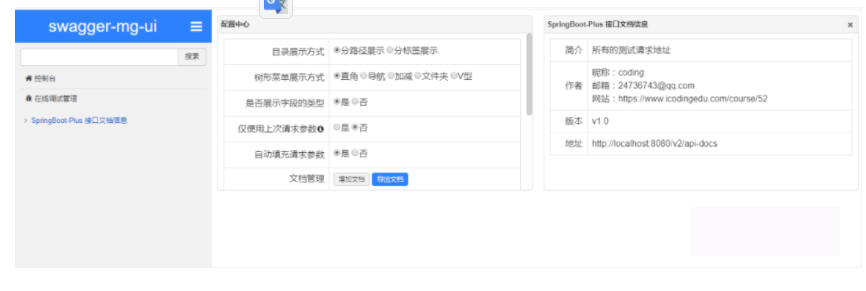 swagger-mg-ui
搜索
控制台
在线调试管理
SpringBoot-Plus 接口文档信息
配置中心
目录展示方式 分路径展示 分标签展示
树形菜单展示方式 直角 导航 加减 文件夹 V型
是否展示字段的类型 是 否
仅使用上次请求参数 是 否
自动填充请求参数 是 否
文档管理 增加文档 导出文档
SpringBoot-Plus 接口文档信息 ×
简介 所有的测试请求地址
作者 昵称：coding
邮箱：24736743@qq.com
网站：https://www.icodingedu.com/course/52
版本 v1.0
地址 http://localhost:8080/v2/api-docs